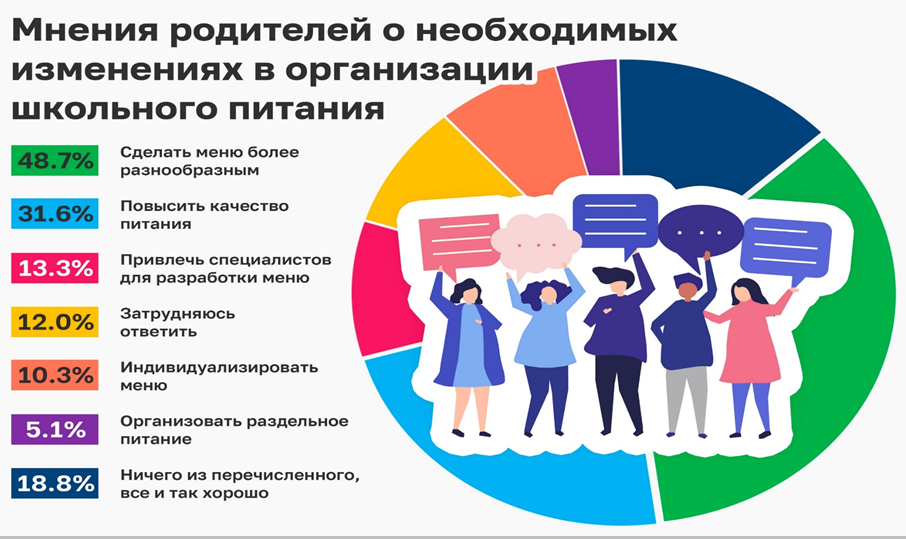 Мнения родителей о необходимых
изменениях в организации
школьного питания
48.7%
Сделать меню более
разнообразным
31.6%
Повысить качество
питания
13.3%
Привлечь специалистов
для разработки меню
12.0%
Затрудняюсь
ответить
10.3%
Индивидуализировать
меню
5.1%
Организовать раздельное
питание
18.8%
Ничего из перечисленного,
все и так хорошо